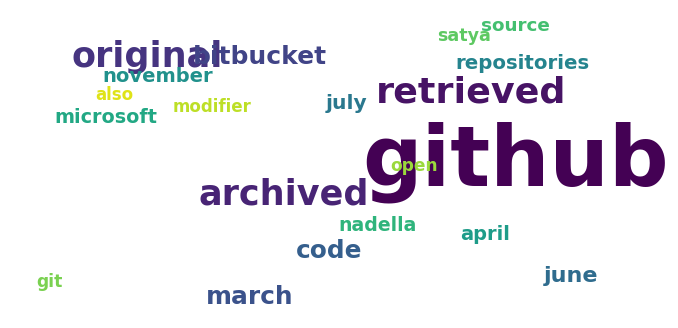 source
satya
original
bitbucket
repositories
november
retrieved
also
modifier
july
microsoft
github
open
archived
nadella
april
code
june
git
march